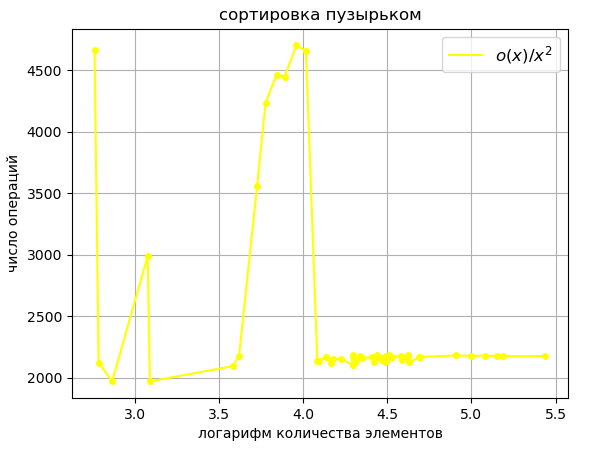 сортировка пузырьком
o(x)/x²
число операций
4500
4000
3500
3000
2500
2000
3.0 3.5 4.0 4.5 5.0 5.5
логарифм количества элементов